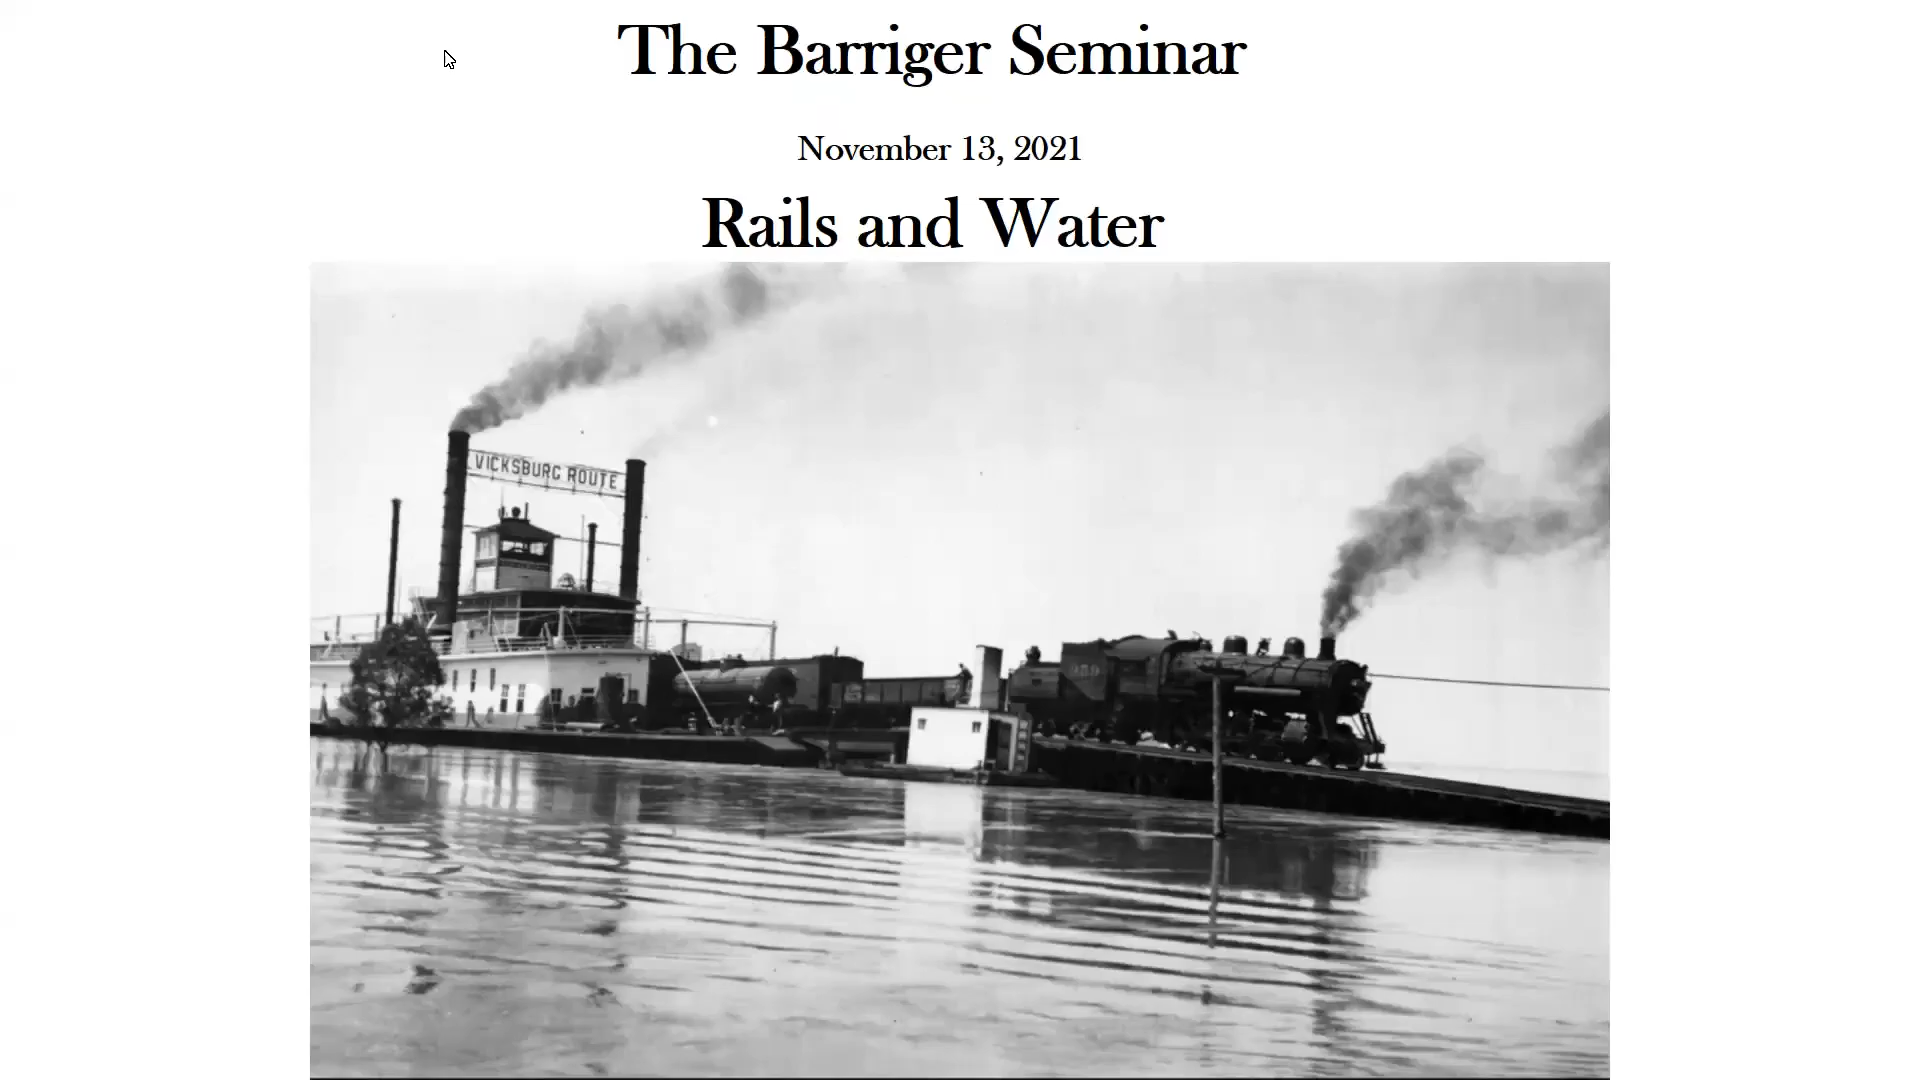 The Barriger Seminar
November 13, 2021
Rails and Water
VICKSBURG ROUTE